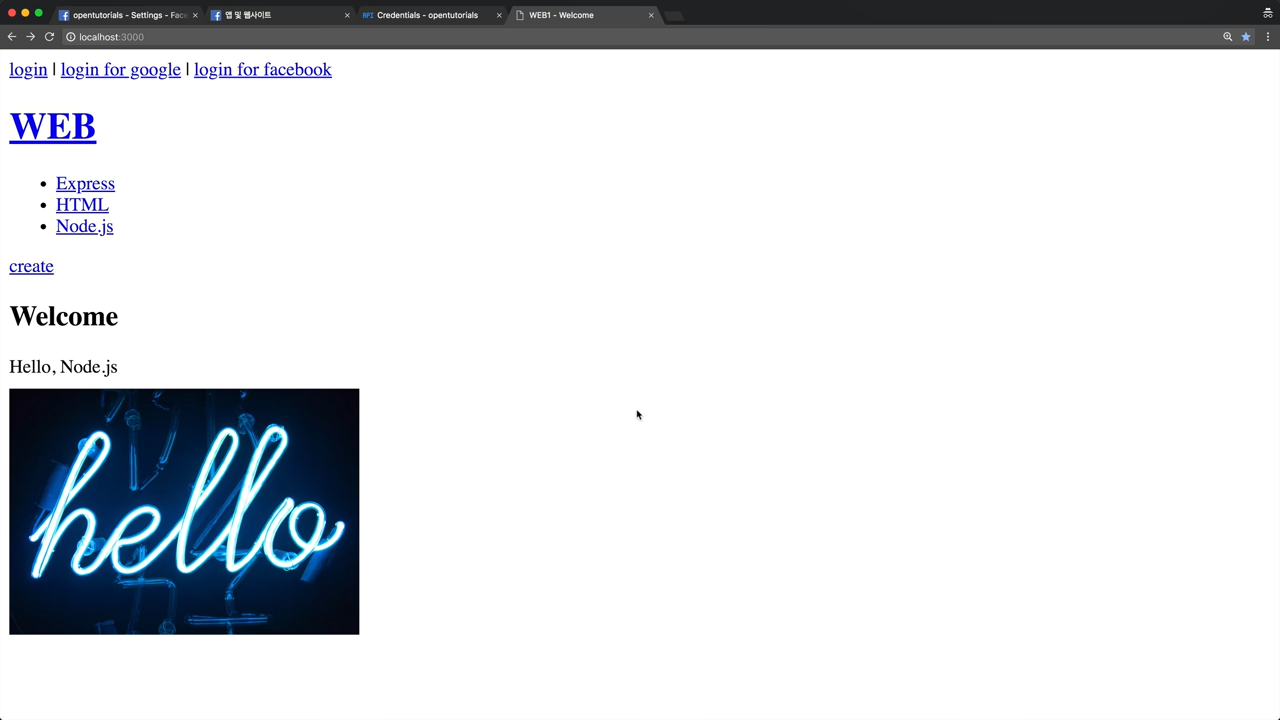 opentutorials - Settings - Fac
앱 및 웹사이트
API Credentials - opentutorials
WEB1 - Welcome
localhost:3000
login | login for google | login for facebook
WEB
Express
HTML
Node.js
create
Welcome
Hello, Node.js
hello